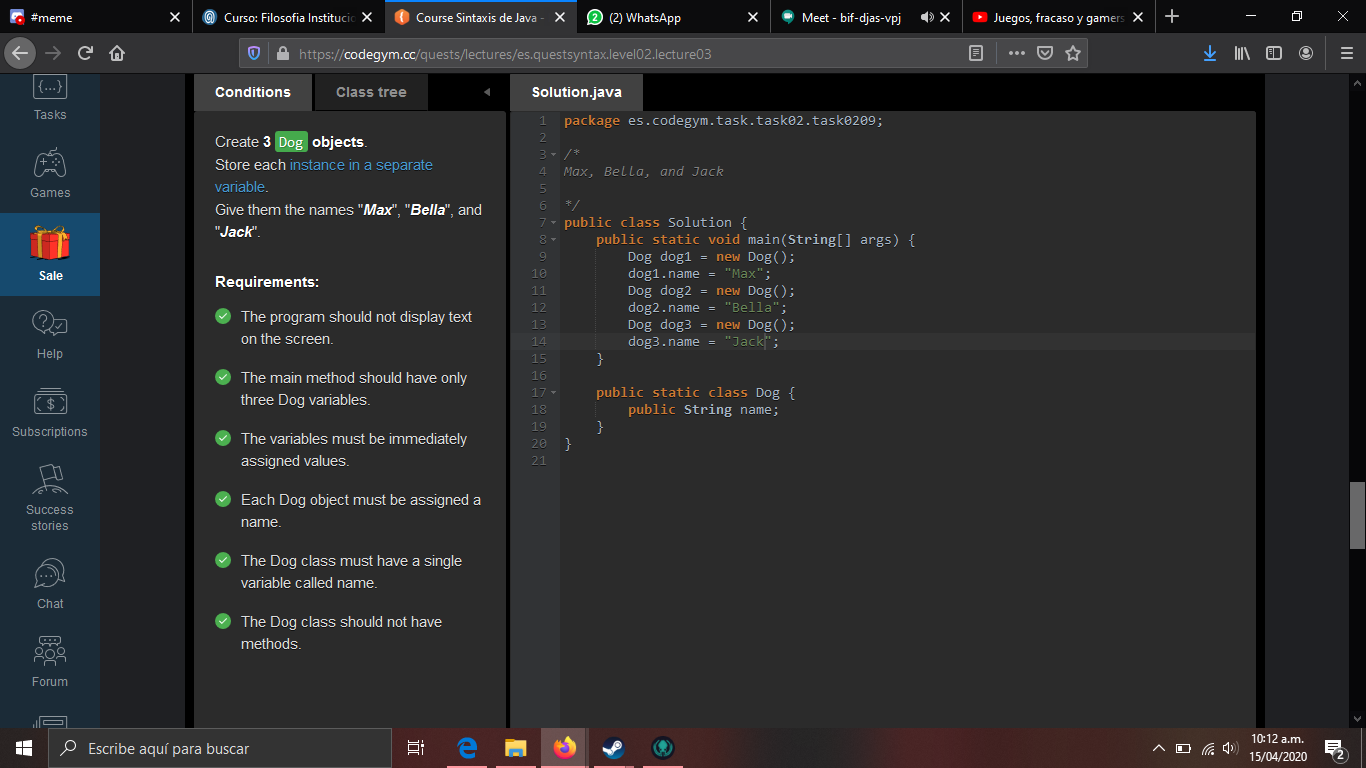 #meme
Curso: Filosofia Institucio
Course Sintaxis de Java -
(2) WhatsApp
Meet - bif-djas-vpj
Juegos, fracaso y gamers
https://codegym.cc/quests/lectures/es.questsyntax.level02.lecture03
{...}
Tasks
Games
Sale
Help
Subscriptions
Success
stories
Chat
Forum
Conditions
Class tree
Create 3 Dog objects.
Store each instance in a separate
variable.
Give them the names "Max", "Bella", and
"Jack".
Requirements:
The program should not display text
on the screen.
The main method should have only
three Dog variables.
The variables must be immediately
assigned values.
Each Dog object must be assigned a
name.
The Dog class must have a single
variable called name.
The Dog class should not have
methods.
Solution.java
1 package es.codegym.task.task02.task0209;
2
3 /*
4 Max, Bella, and Jack
5
6 */
7 public class Solution {
8 public static void main(String[] args) {
9 Dog dog1 = new Dog();
10 dog1.name = "Max";
11 Dog dog2 = new Dog();
12 dog2.name = "Bella";
13 Dog dog3 = new Dog();
14 dog3.name = "Jack";
15 }
16
17 public static class Dog {
18 public String name;
19 }
20 }
21
Escribe aquí para buscar
10:12 a.m.
15/04/2020
2